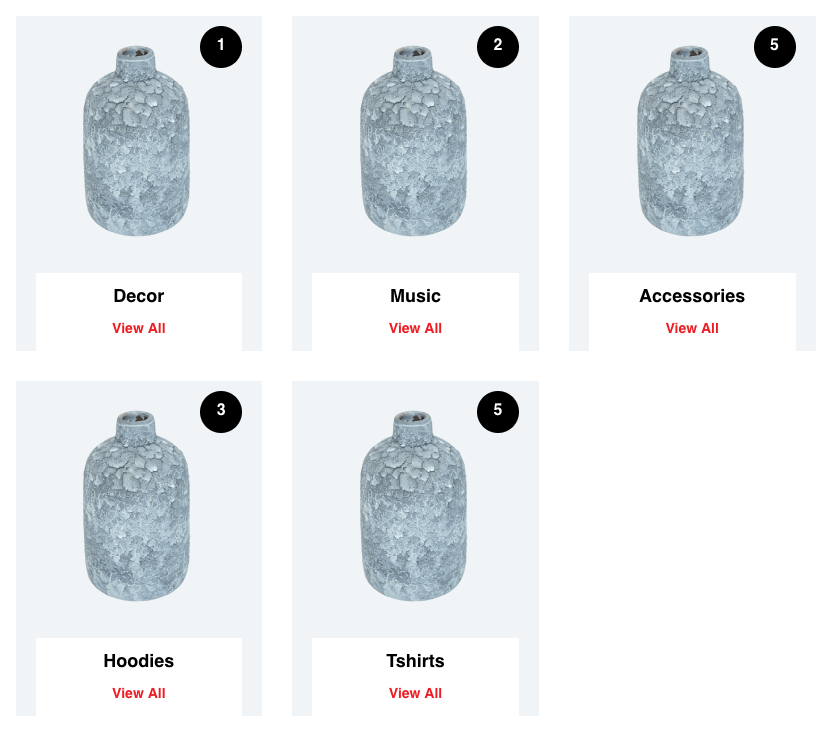 1
2
5
Decor
Music
Accessories
View All
View All
View All
3
5
Hoodies
Tshirts
View All
View All